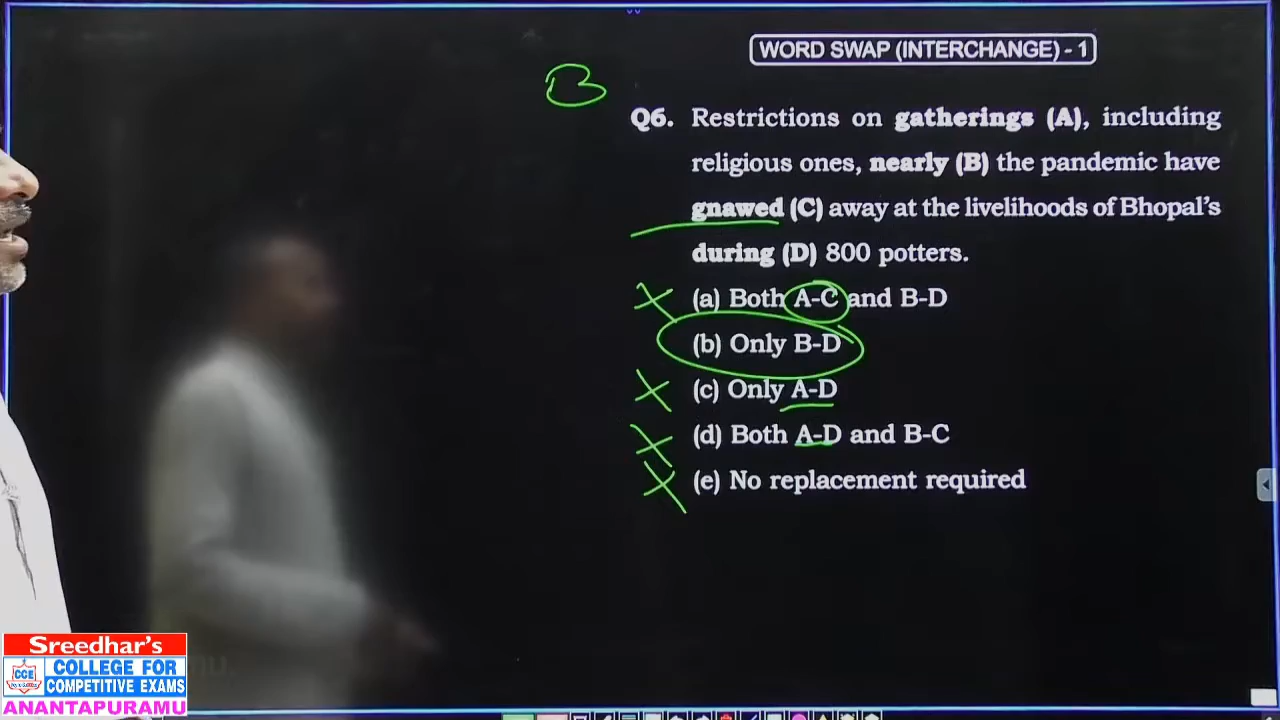 WORD SWAP (INTERCHANGE) - 1
B
Q6. Restrictions on gatherings (A), including
religious ones, nearly (B) the pandemic have
gnawed (C) away at the livelihoods of Bhopal's
during (D) 800 potters.
(a) Both A-C and B-D
(b) Only B-D
(c) Only A-D
(d) Both A-D and B-C
(e) No replacement required
Sreedhar's
CCE
COLLEGE FOR
COMPETITIVE EXAMS
ANANTAPURAMU